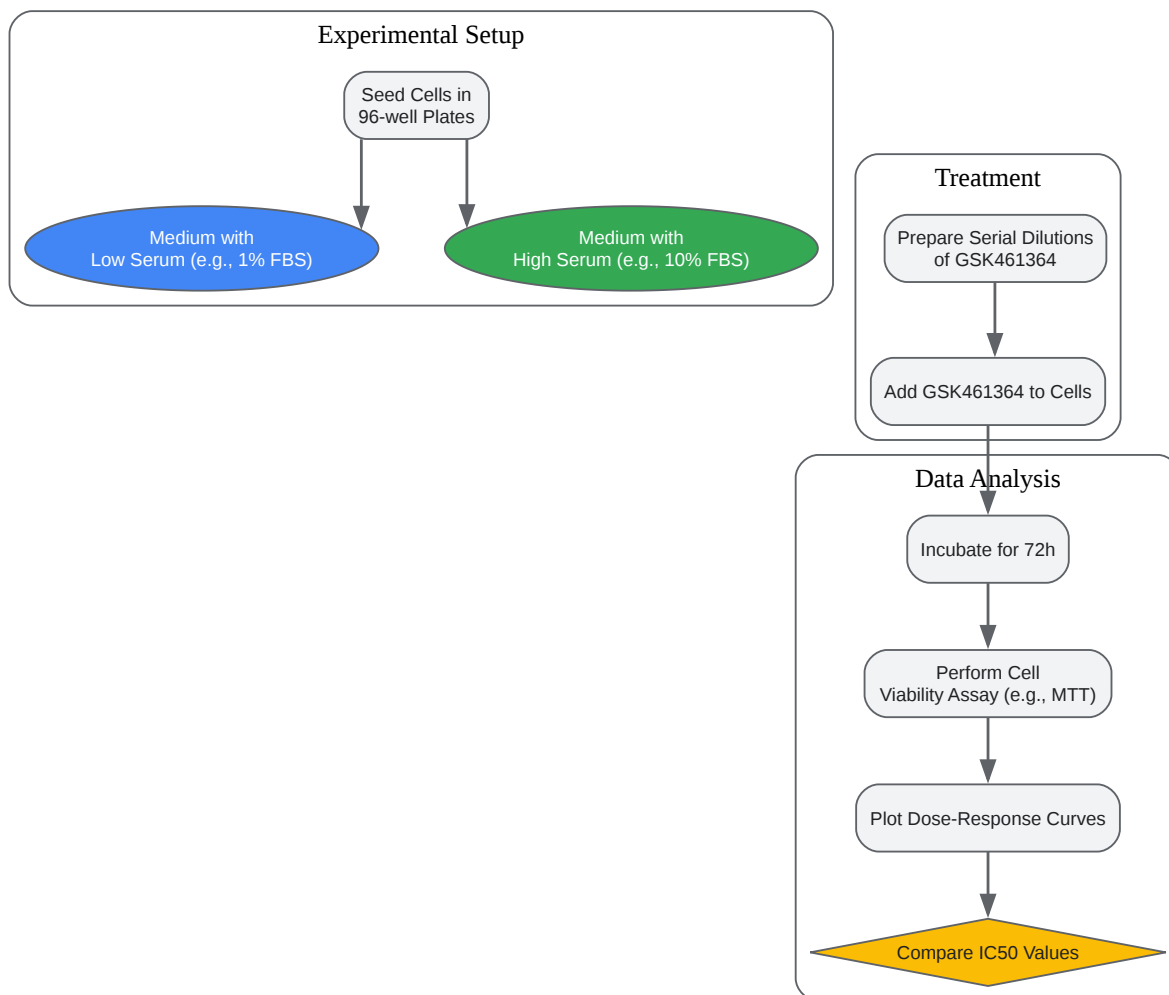 Experimental Setup
Seed Cells in
96-well Plates
Medium with
Low Serum (e.g., 1% FBS)
Medium with
High Serum (e.g., 10% FBS)
Treatment
Prepare Serial Dilutions
of GSK461364
Add GSK461364 to Cells
Data Analysis
Incubate for 72h
Perform Cell
Viability Assay (e.g., MTT)
Plot Dose-Response Curves
Compare IC50 Values